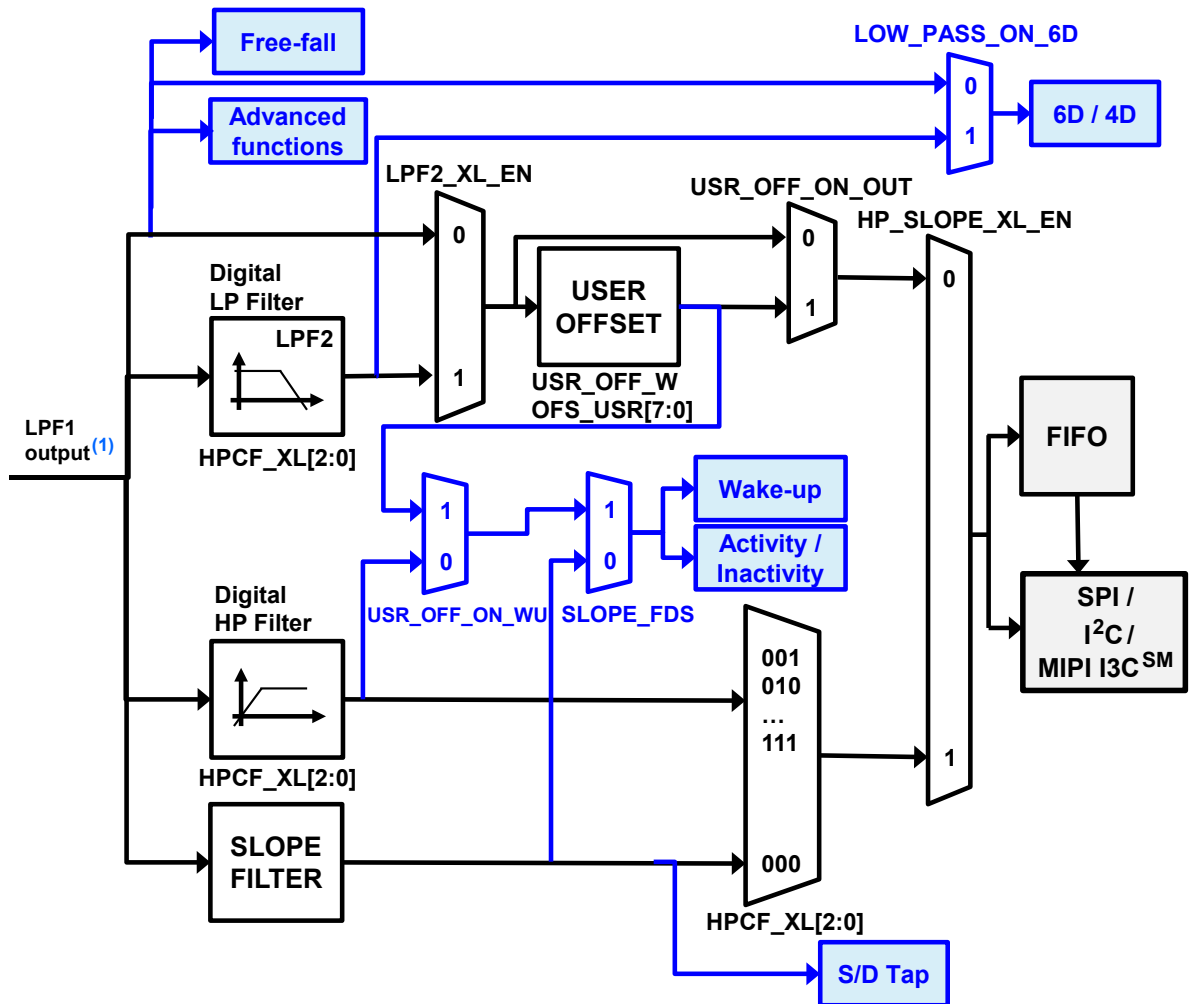 Free-fall
LOW_PASS_ON_6D
0
1
6D / 4D
Advanced
functions
LPF2_XL_EN
0
1
USR_OFF_ON_OUT
0
1
HP_SLOPE_XL_EN
0
1
Digital
LP Filter
LPF2
HPCF_XL[2:0]
USER
OFFSET
USR_OFF_W
OFS_USR[7:0]
LPF1
output(1)
FIFO
Wake-up
1
0
1
0
Activity /
Inactivity
USR_OFF_ON_WU
SLOPE_FDS
SPI /
I2C /
MIPI I3CSM
Digital
HP Filter
HPCF_XL[2:0]
001
010
...
111
000
HPCF_XL[2:0]
SLOPE
FILTER
S/D Tap